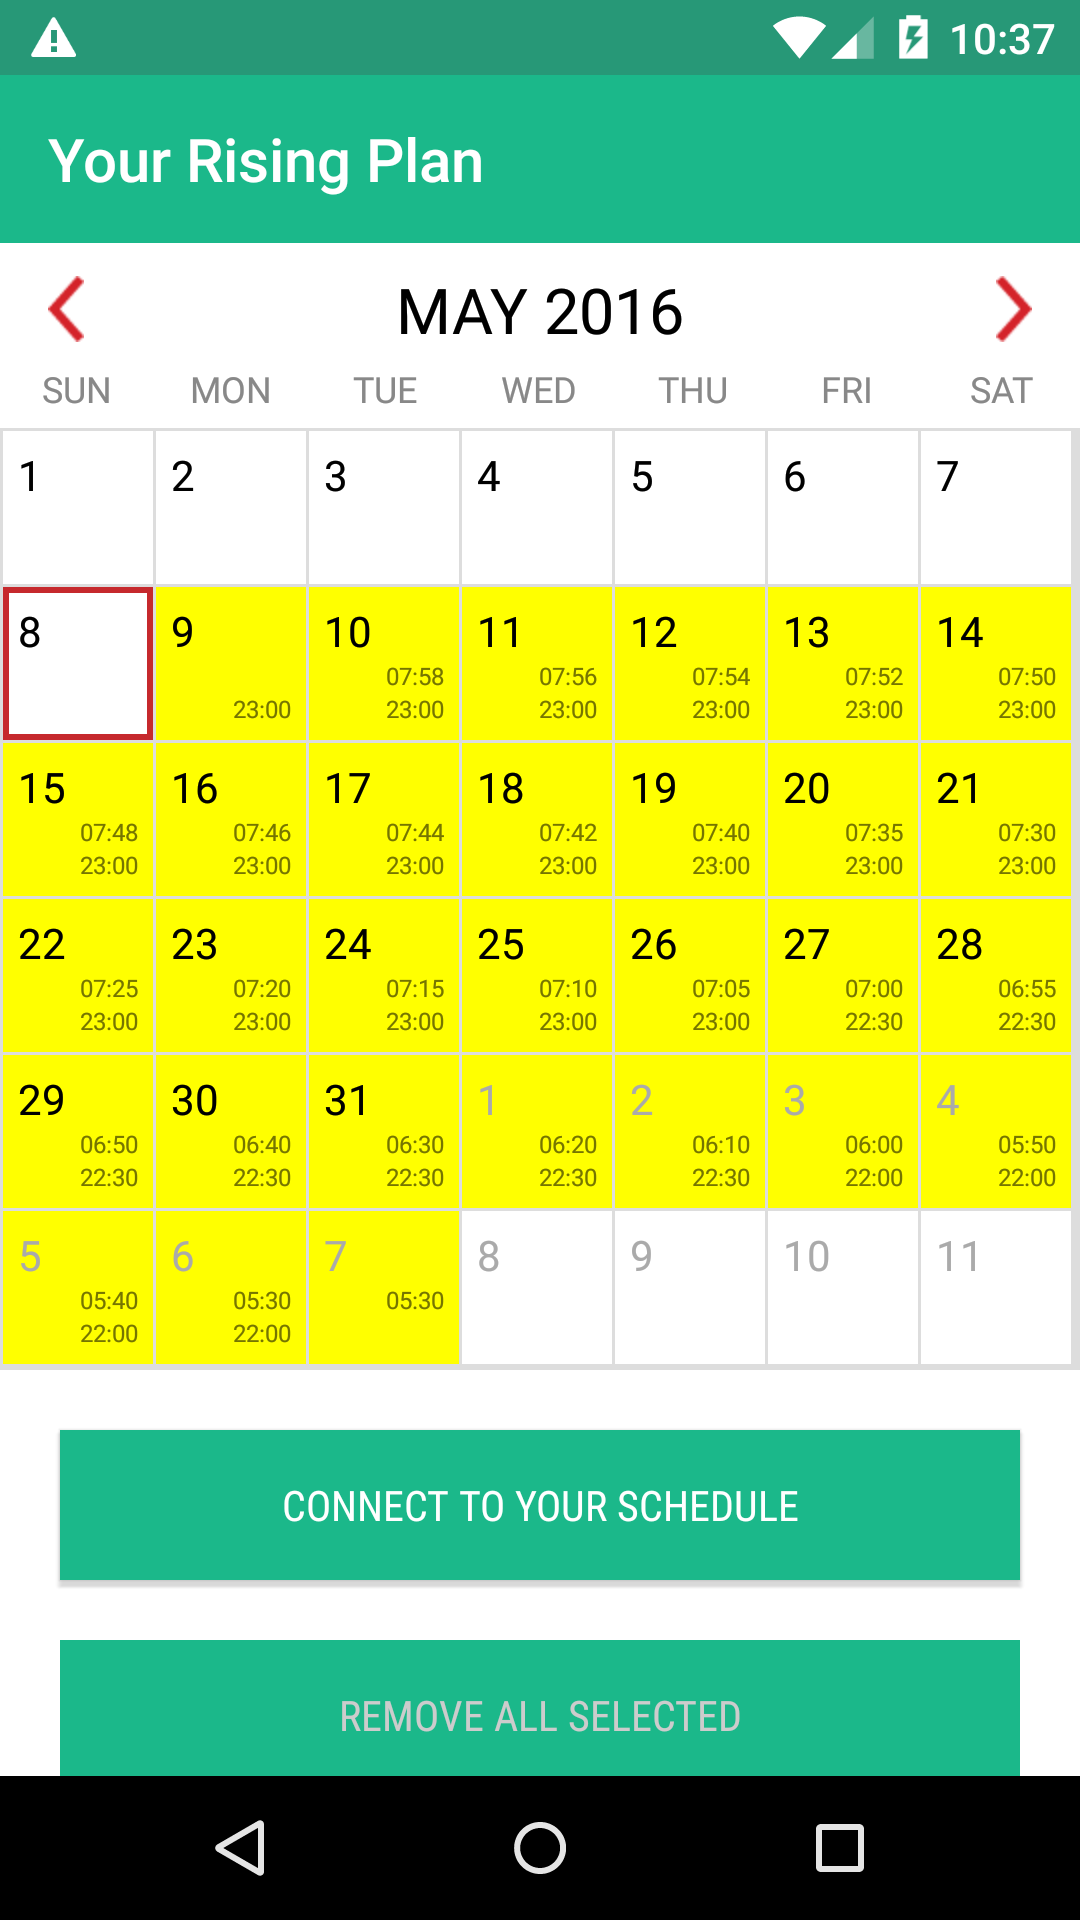 10:37
Your Rising Plan
MAY 2016
SUN MON TUE WED THU FRI SAT
1 2 3 4 5 6 7
8 9 10 11 12 13 14
07:58 07:56 07:54 07:52 07:50
23:00 23:00 23:00 23:00 23:00 23:00
15 16 17 18 19 20 21
07:48 07:46 07:44 07:42 07:40 07:35 07:30
23:00 23:00 23:00 23:00 23:00 23:00 23:00
22 23 24 25 26 27 28
07:25 07:20 07:15 07:10 07:05 07:00 06:55
23:00 23:00 23:00 23:00 23:00 22:30 22:30
29 30 31 1 2 3 4
06:50 06:40 06:30 06:20 06:10 06:00 05:50
22:30 22:30 22:30 22:30 22:30 22:00 22:00
5 6 7 8 9 10 11
05:40 05:30 05:30
22:00 22:00
CONNECT TO YOUR SCHEDULE
REMOVE ALL SELECTED